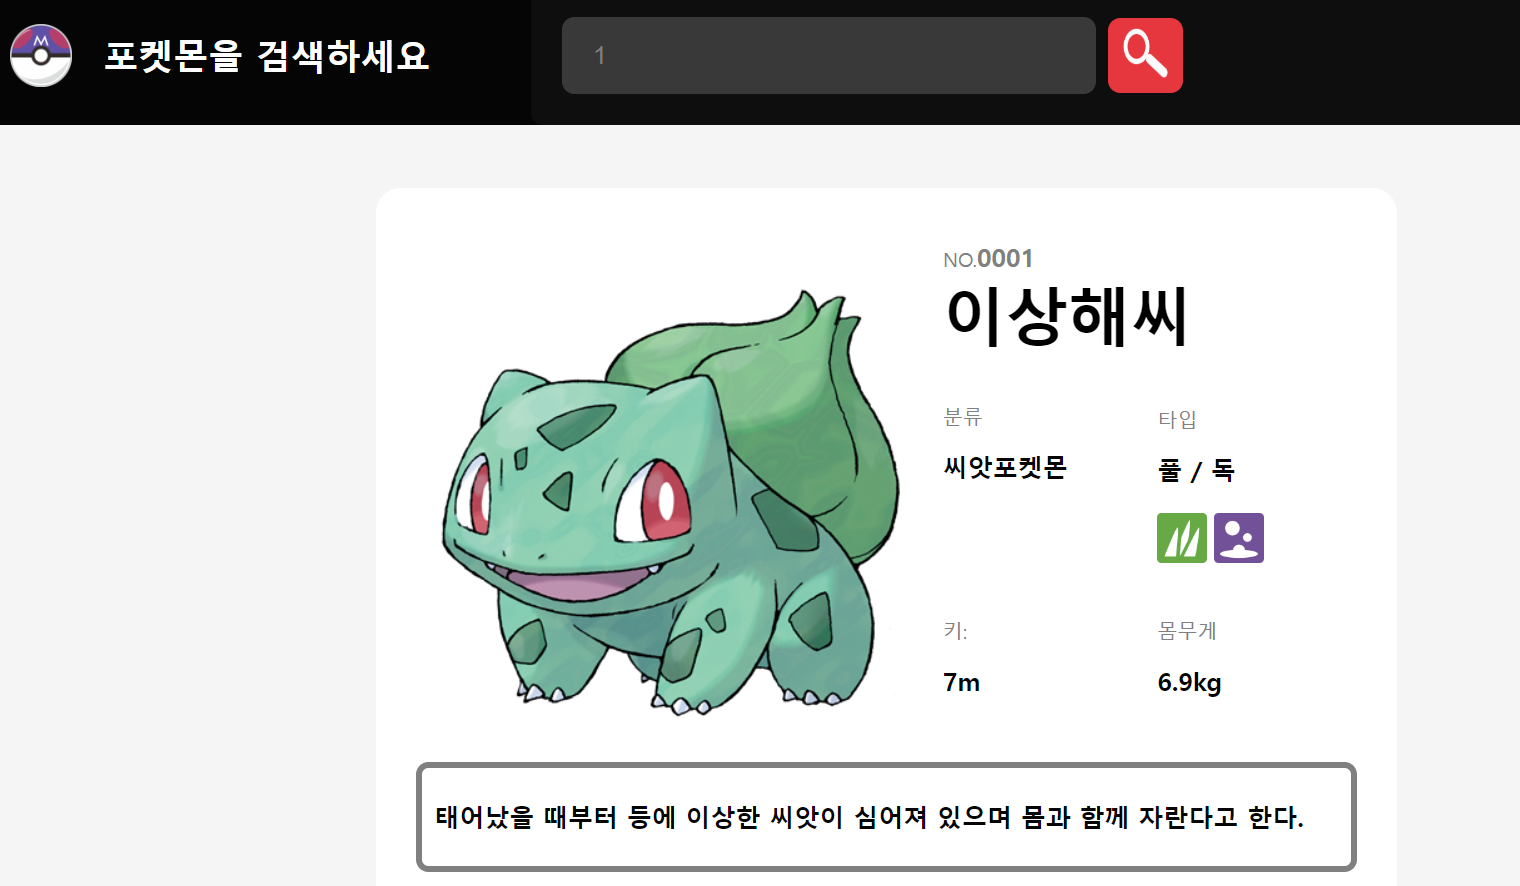 포켓몬을 검색하세요
1
NO.0001
이상해씨
분류
타입
씨앗포켓몬
풀 / 독
키:
몸무게
7m
6.9kg
태어났을 때부터 등에 이상한 씨앗이 심어져 있으며 몸과 함께 자란다고 한다.